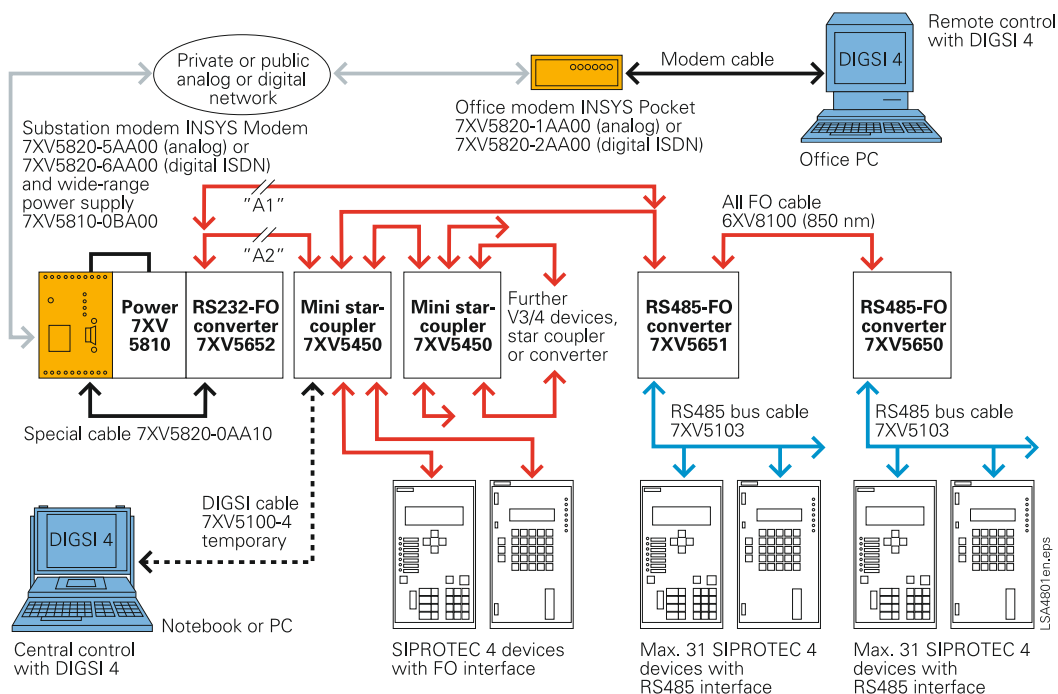 Private or public
analog or digital
network
Modem cable
DIGSI 4
Remote control
with DIGSI 4
Office modem INSYS Pocket
7XV5820-1AA00 (analog) or
7XV5820-2AA00 (digital ISDN)
Office PC
Substation modem INSYS Modem
7XV5820-5AA00 (analog) or
7XV5820-6AA00 (digital ISDN)
and wide-range
power supply
7XV5810-0BA00
"A1"
"A2"
All FO cable
6XV8100 (850 nm)
Power
7XV
5810
RS232-FO
converter
7XV5652
Mini star-
coupler
7XV5450
Mini star-
coupler
7XV5450
Further
V3/4 devices,
star coupler
or converter
RS485-FO
converter
7XV5651
RS485-FO
converter
7XV5650
Special cable 7XV5820-0AA10
RS485 bus cable
7XV5103
RS485 bus cable
7XV5103
DIGSI cable
7XV5100-4
temporary
DIGSI 4
Notebook or PC
Central control
with DIGSI 4
SIPROTEC 4 devices
with FO interface
Max. 31 SIPROTEC 4
devices with
RS485 interface
Max. 31 SIPROTEC 4
devices with
RS485 interface
LSA4801en.eps